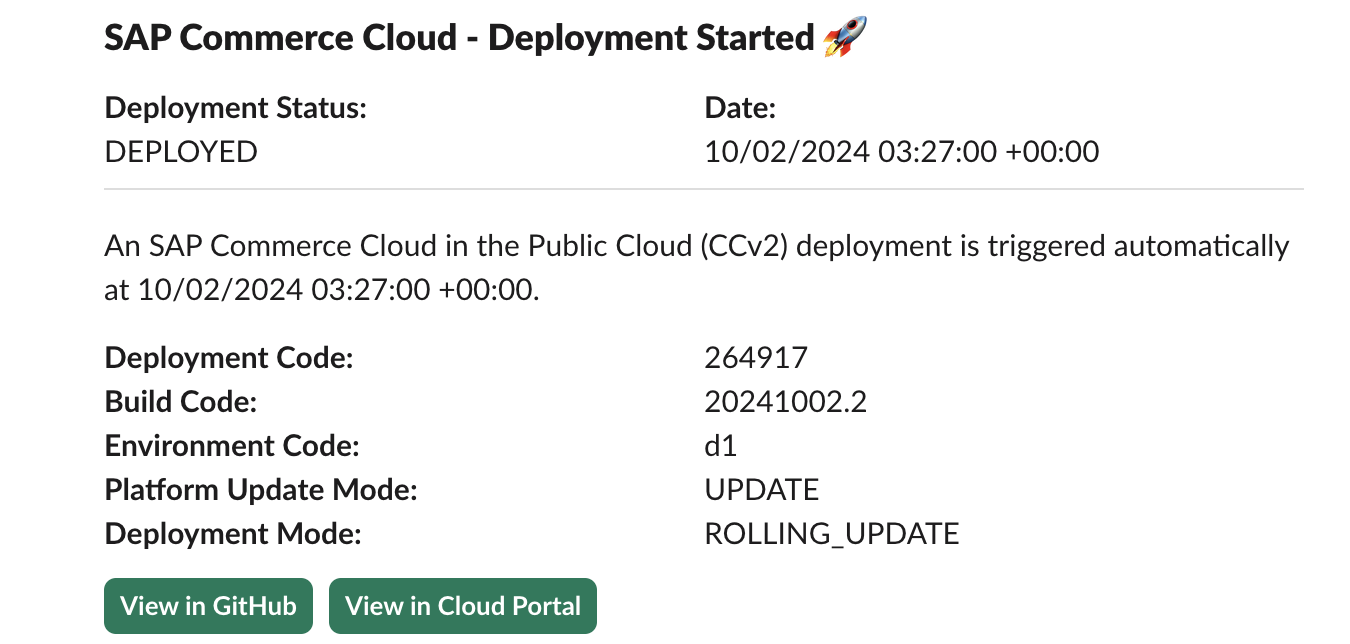 SAP Commerce Cloud - Deployment Started 🚀
Deployment Status:
Date:
DEPLOYED
10/02/2024 03:27:00 +00:00
An SAP Commerce Cloud in the Public Cloud (CCv2) deployment is triggered automatically
at 10/02/2024 03:27:00 +00:00.
Deployment Code: 264917
Build Code: 20241002.2
Environment Code: d1
Platform Update Mode: UPDATE
Deployment Mode: ROLLING_UPDATE
View in GitHub
View in Cloud Portal